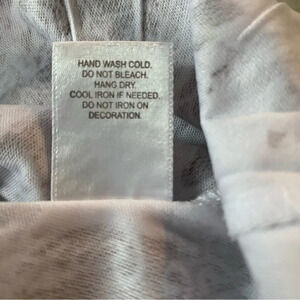 HAND WASH COLD.
DO NOT BLEACH.
HANG DRY.
COOL IRON IF NEEDED.
DO NOT IRON ON
DECORATION.